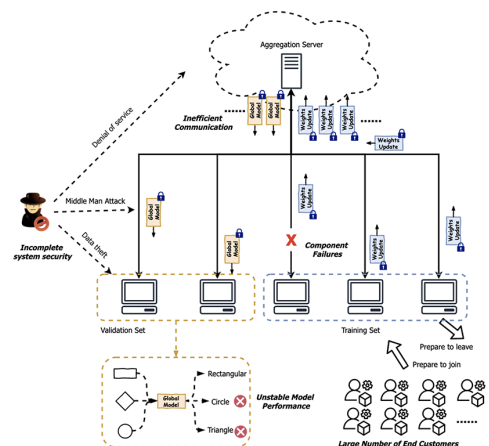 Aggregation Server
Inefficient
Communication
Global
Model
Global
Model
Weights
Update
Weights
Update
Weights
Update
Weights
Update
Denial of service
Middle Man Attack
Data theft
Incomplete
system security
Global
Model
Global
Model
Weights
Update
Weights
Update
Weights
Update
X
Component
Failures
Validation Set
Training Set
Prepare to leave
Prepare to join
Rectangular
Global
Model
Circle
Triangle
Unstable Model
Performance
Large Number of End Customers